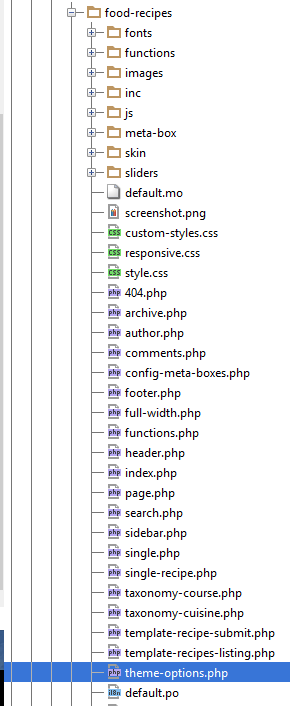 food-recipes
fonts
functions
images
inc
js
meta-box
skin
sliders
default.mo
screenshot.png
custom-styles.css
responsive.css
style.css
404.php
archive.php
author.php
comments.php
config-meta-boxes.php
footer.php
full-width.php
functions.php
header.php
index.php
page.php
search.php
sidebar.php
single.php
single-recipe.php
taxonomy-course.php
taxonomy-cuisine.php
template-recipe-submit.php
template-recipes-listing.php
theme-options.php
default.po